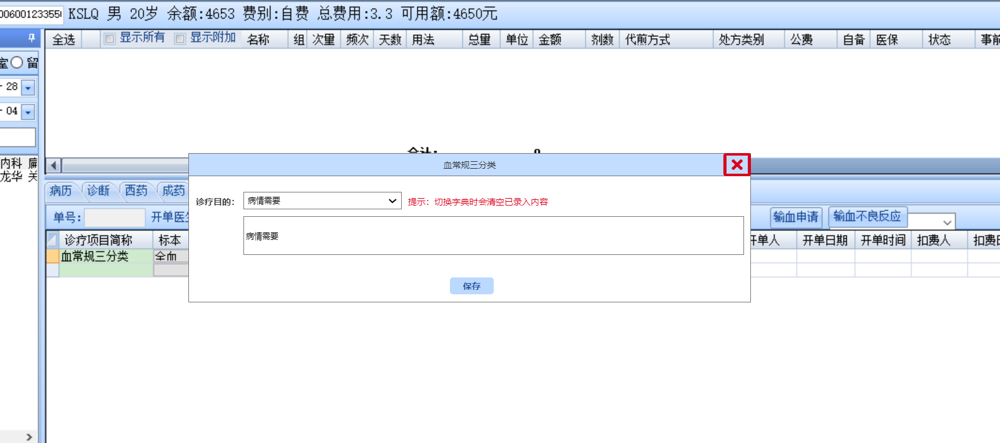 006001233550 KSLQ 男 20岁 余额:4653 费别:自费 总费用:3.3 可用额:4650元
全选 显示所有 显示附加 名称 组 次量 频次 天数 用法 总量 单位 金额 剂数 代煎方式 处方类别 公费 自备 医保 状态 事前
室 留
- 28
- 04
合计: 0
内科
龙华 关
血常规三分类
病历 诊断 西药 成药
诊疗目的: 病情需要 提示: 切换字典时会清空已录入内容
单号: 开单医生 输血申请 输血不良反应
病情需要
诊疗项目简称 标本 开单人 开单日期 开单时间 扣费人 扣费日
血常规三分类 全血
保存